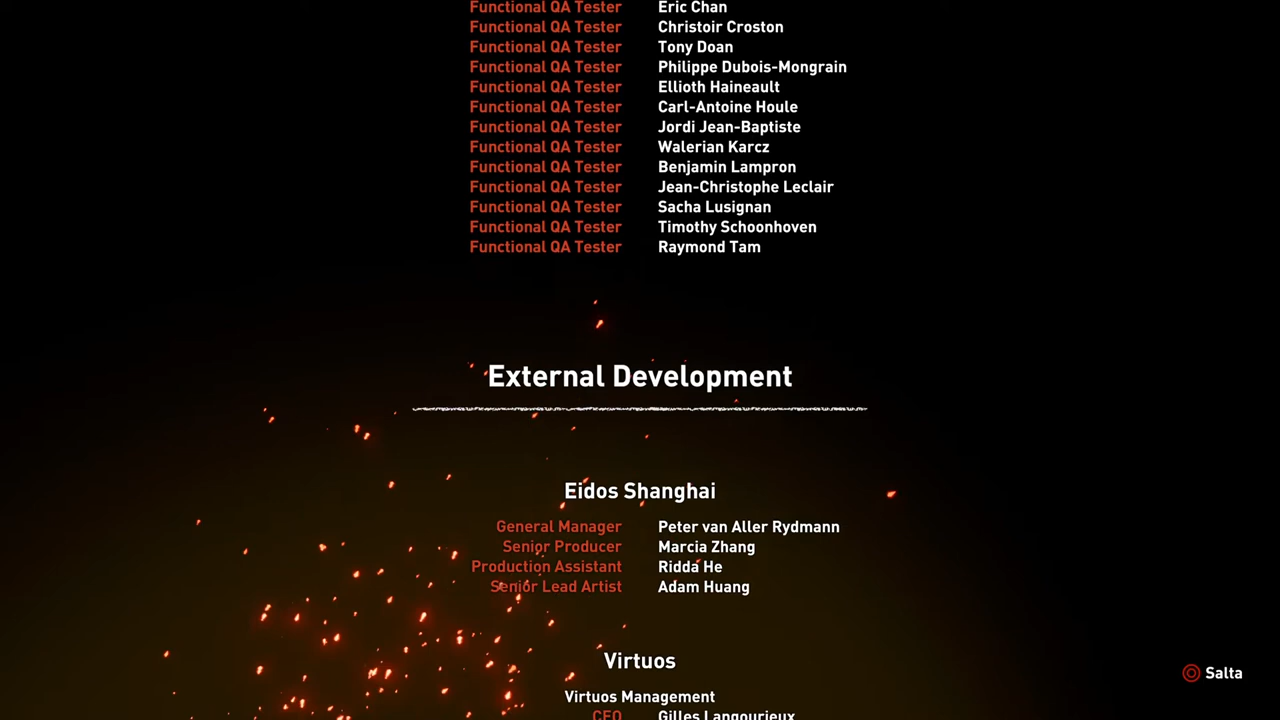 Functional QA Tester Eric Chan
Functional QA Tester Christoir Croston
Functional QA Tester Tony Doan
Functional QA Tester Philippe Dubois-Mongrain
Functional QA Tester Ellioth Haineault
Functional QA Tester Carl-Antoine Houle
Functional QA Tester Jordi Jean-Baptiste
Functional QA Tester Walerian Karcz
Functional QA Tester Benjamin Lampron
Functional QA Tester Jean-Christophe Leclair
Functional QA Tester Sacha Lusignan
Functional QA Tester Timothy Schoonhoven
Functional QA Tester Raymond Tam
External Development
Eidos Shanghai
General Manager Peter van Aller Rydmann
Senior Producer Marcia Zhang
Production Assistant Ridda He
Senior Lead Artist Adam Huang
Virtuos
Salta
Virtuos Management
CEO Gilles Langourieux